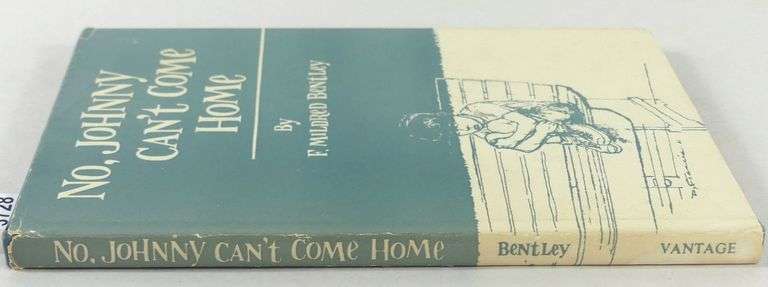 No, Johnny
Can't Come
Home
By
F. Mildred Bentley
No, Johnny Can't Come Home Bentley VANTAGE